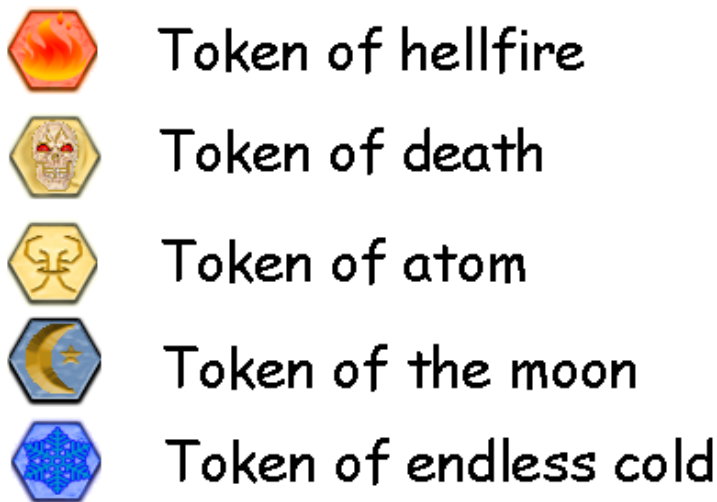 Token of hellfire
Token of death
Token of atom
Token of the moon
Token of endless cold